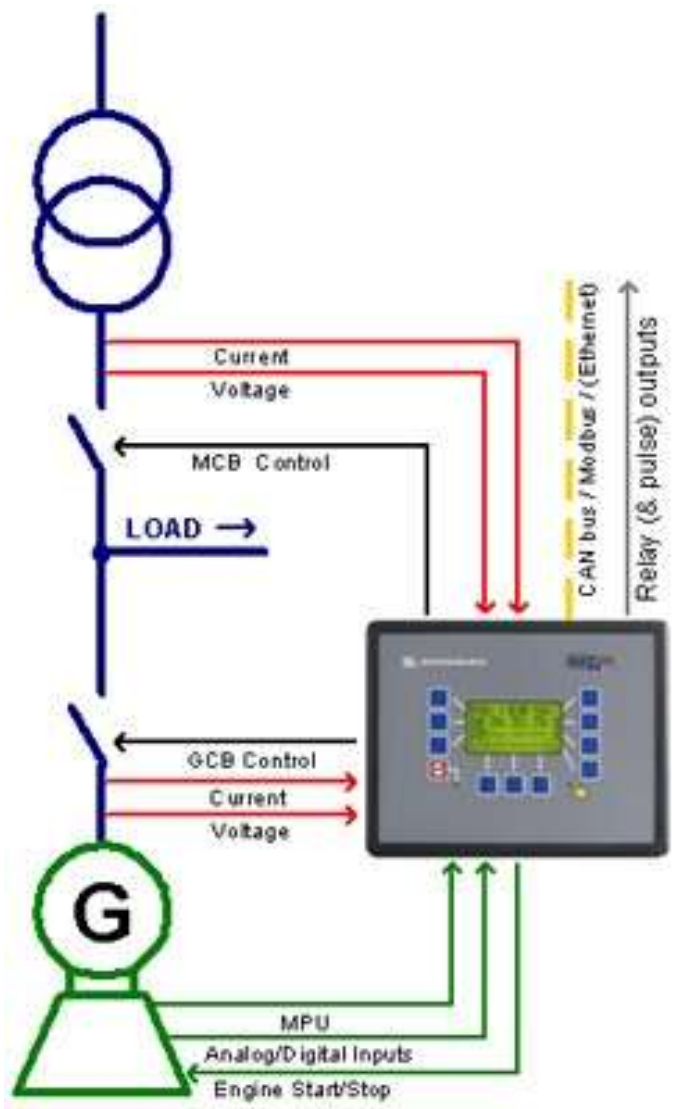 Current
Voltage
MCB Control
LOAD
CAN bus / Modbus / (Ethernet)
Relay (& pulse) outputs
GCB Control
Current
Voltage
G
MPU
Analog/Digital Inputs
Engine Start/Stop